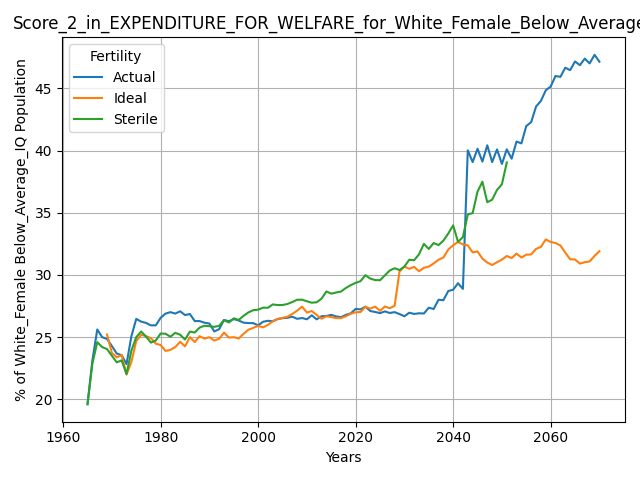 Score_2_in_EXPENDITURE_FOR_WELFARE_for_White_Female_Below_Average
Fertility
Actual
Ideal
Sterile
% of White_Female Below_Average_IQ Population
45
40
35
30
25
20
1960
1980
2000
2020
2040
2060
Years